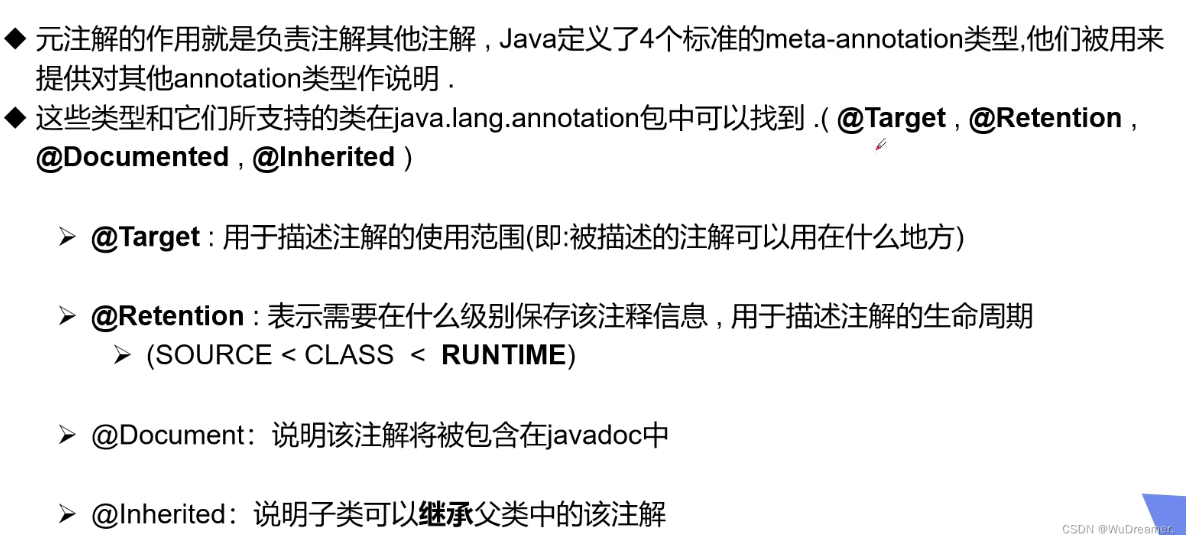 ◆ 元注解的作用就是负责注解其他注解 , Java定义了4个标准的meta-annotation类型,他们被用来
提供对其他annotation类型作说明 .
◆ 这些类型和它们所支持的类在java.lang.annotation包中可以找到 .( @Target , @Retention ,
@Documented , @Inherited )
➢ @Target : 用于描述注解的使用范围(即:被描述的注解可以用在什么地方)
➢ @Retention : 表示需要在什么级别保存该注释信息 , 用于描述注解的生命周期
➢ (SOURCE < CLASS < RUNTIME)
➢ @Document：说明该注解将被包含在javadoc中
➢ @Inherited：说明子类可以继承父类中的该注解
CSDN @WuDreamer.